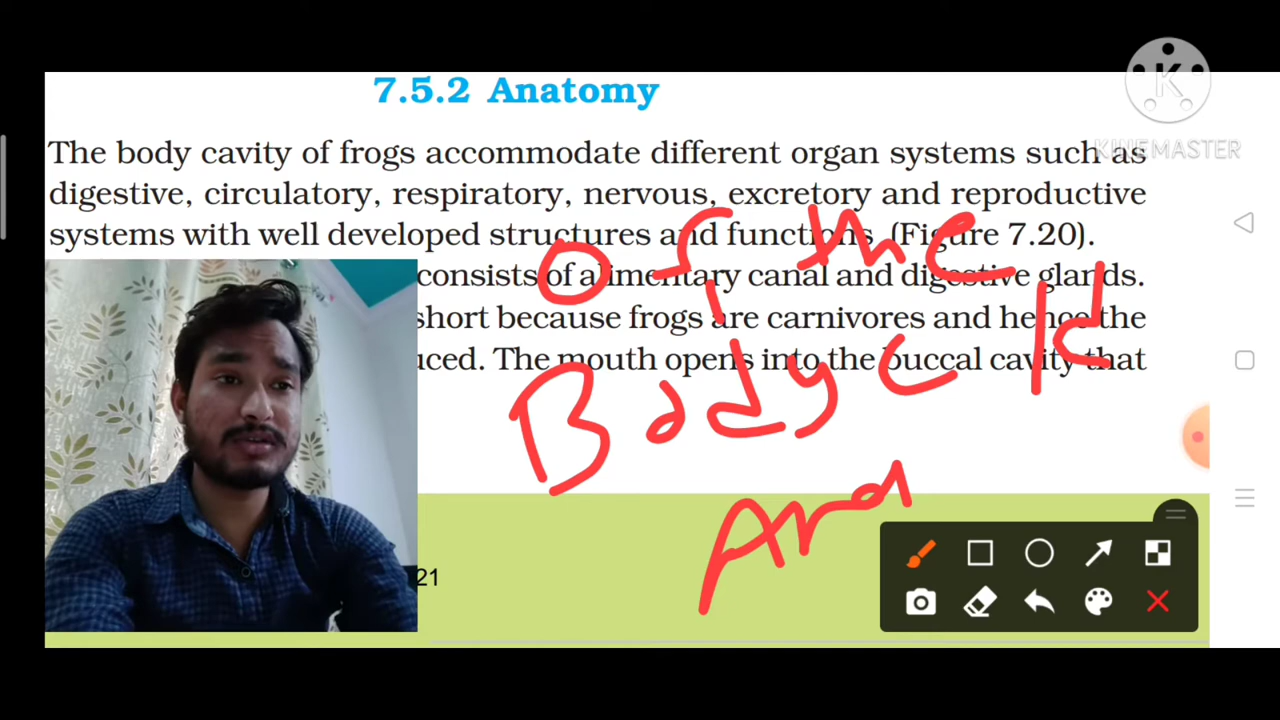 7.5.2 Anatomy
KINEMASTER
The body cavity of frogs accommodate different organ systems such as
digestive, circulatory, respiratory, nervous, excretory and reproductive
systems with well developed structures and functions. (Figure 7.20).
consists of alimentary canal and digestive glands.
short because frogs are carnivores and hence the
uced. The mouth opens into the buccal cavity that
of the
Body
21